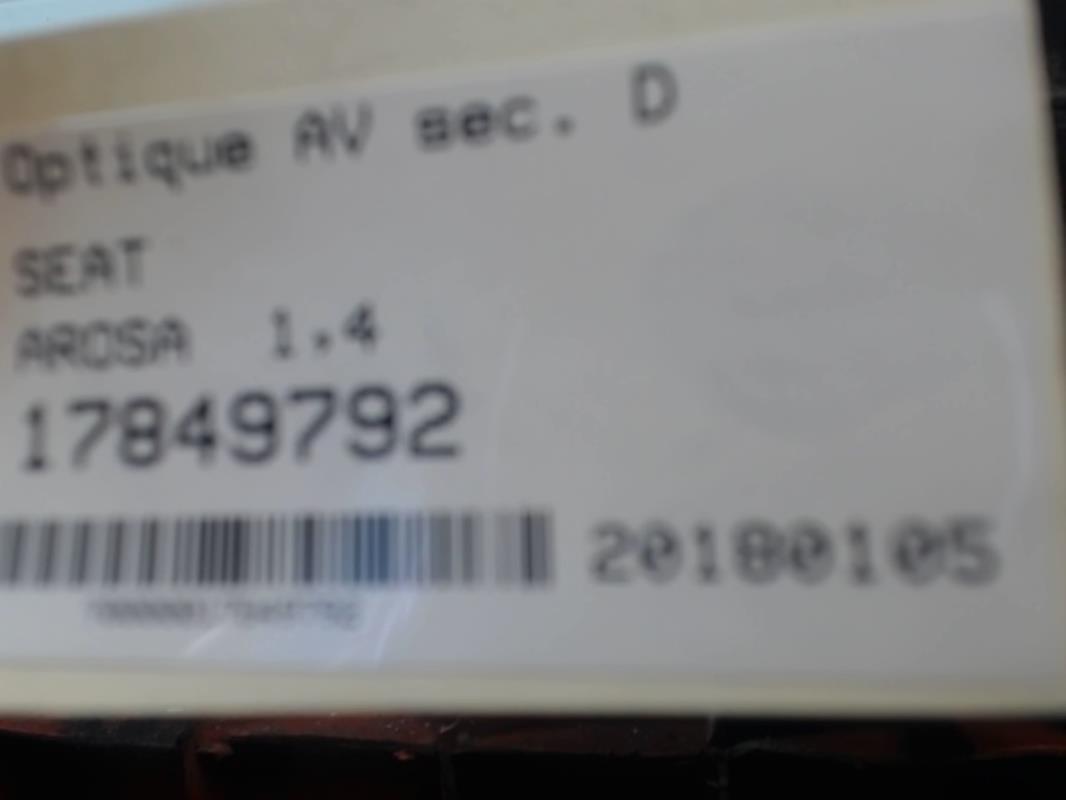 Optique AV sec. D
SEAT
AROSA 1,4
17849792
20180105